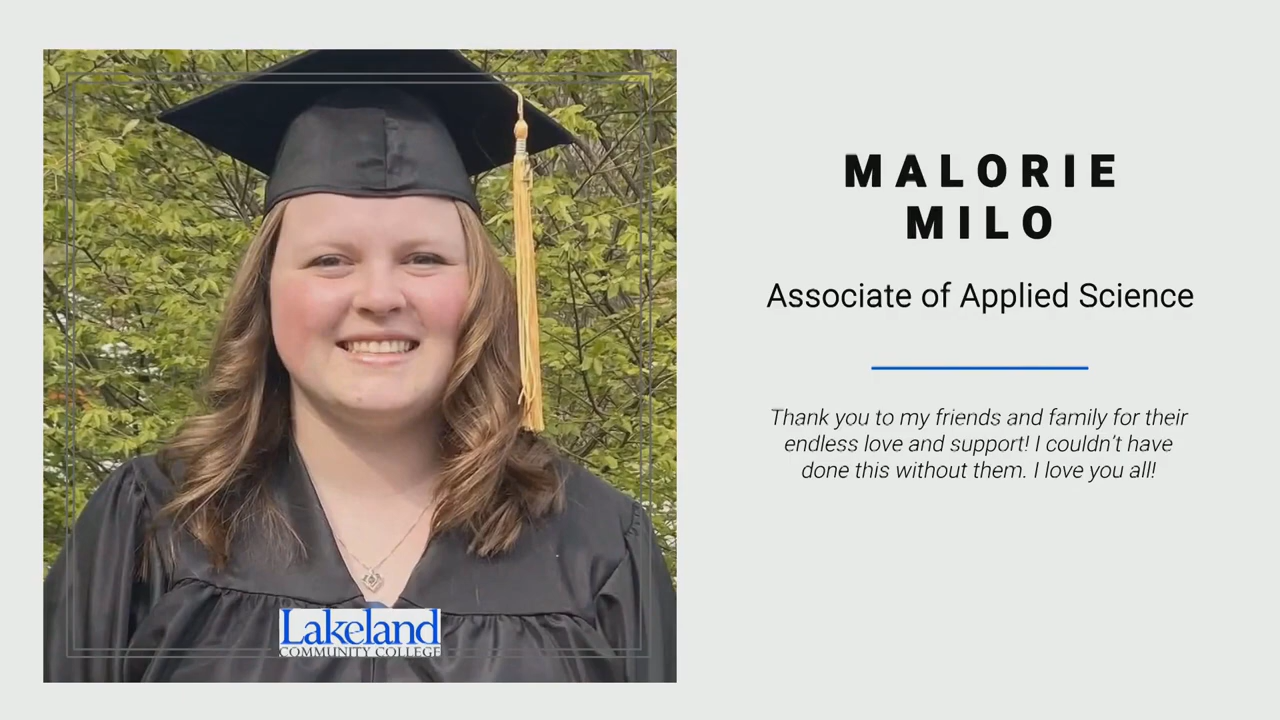 MALORIE
MILO
Associate of Applied Science
Thank you to my friends and family for their
endless love and support! I couldn't have
done this without them. I love you all!
Lakeland
COMMUNITY COLLEGE